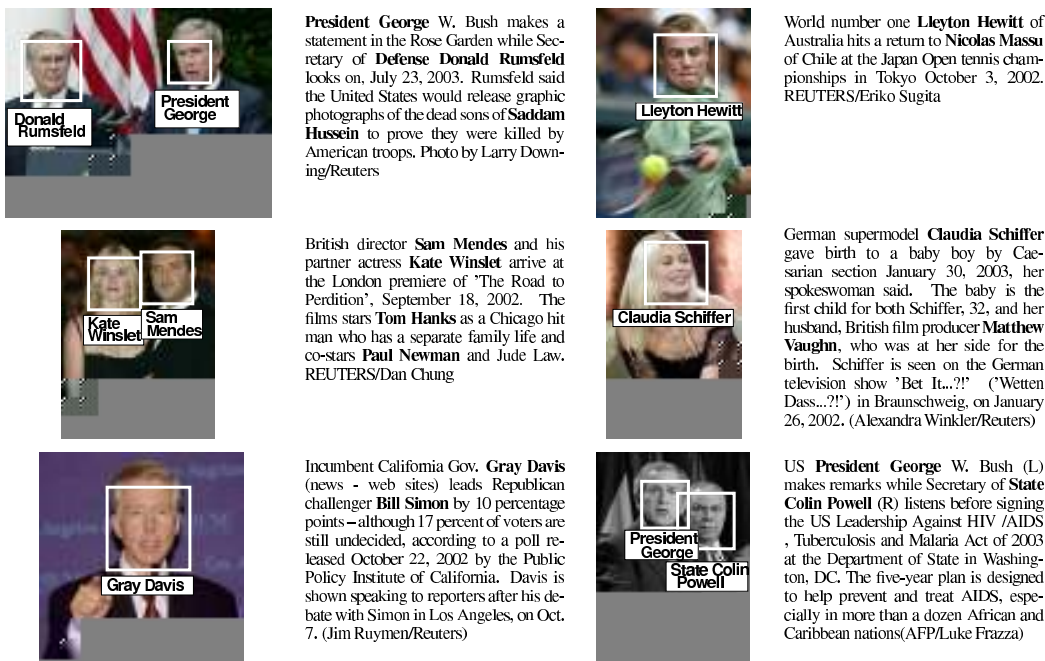 Donald
Rumsfeld
President
George
President George W. Bush makes a
statement in the Rose Garden while Sec-
retary of Defense Donald Rumsfeld
looks on, July 23, 2003. Rumsfeld said
the United States would release graphic
photographs of the dead sons of Saddam
Hussein to prove they were killed by
American troops. Photo by Larry Down-
ing/Reuters
Lleyton Hewitt
World number one Lleyton Hewitt of
Australia hits a return to Nicolas Massu
of Chile at the Japan Open tennis cham-
pionships in Tokyo October 3, 2002.
REUTERS/Eriko Sugita
Kate
Winslet
Sam
Mendes
British director Sam Mendes and his
partner actress Kate Winslet arrive at
the London premiere of 'The Road to
Perdition', September 18, 2002. The
films stars Tom Hanks as a Chicago hit
man who has a separate family life and
co-stars Paul Newman and Jude Law.
REUTERS/Dan Chung
Claudia Schiffer
German supermodel Claudia Schiffer
gave birth to a baby boy by Cae-
sarian section January 30, 2003, her
spokeswoman said. The baby is the
first child for both Schiffer, 32, and her
husband, British film producer Matthew
Vaughn, who was at her side for the
birth. Schiffer is seen on the German
television show 'Bet It...?!' ('Wetten
Dass...?!') in Braunschweig, on January
26, 2002. (Alexandra Winkler/Reuters)
Gray Davis
Incumbent California Gov. Gray Davis
(news - web sites) leads Republican
challenger Bill Simon by 10 percentage
points – although 17 percent of voters are
still undecided, according to a poll re-
leased October 22, 2002 by the Public
Policy Institute of California. Davis is
shown speaking to reporters after his de-
bate with Simon in Los Angeles, on Oct.
7. (Jim Ruymen/Reuters)
President
George
State Colin
Powell
US President George W. Bush (L)
makes remarks while Secretary of State
Colin Powell (R) listens before signing
the US Leadership Against HIV /AIDS
, Tuberculosis and Malaria Act of 2003
at the Department of State in Washing-
ton, DC. The five-year plan is designed
to help prevent and treat AIDS, espe-
cially in more than a dozen African and
Caribbean nations(AFP/Luke Frazza)